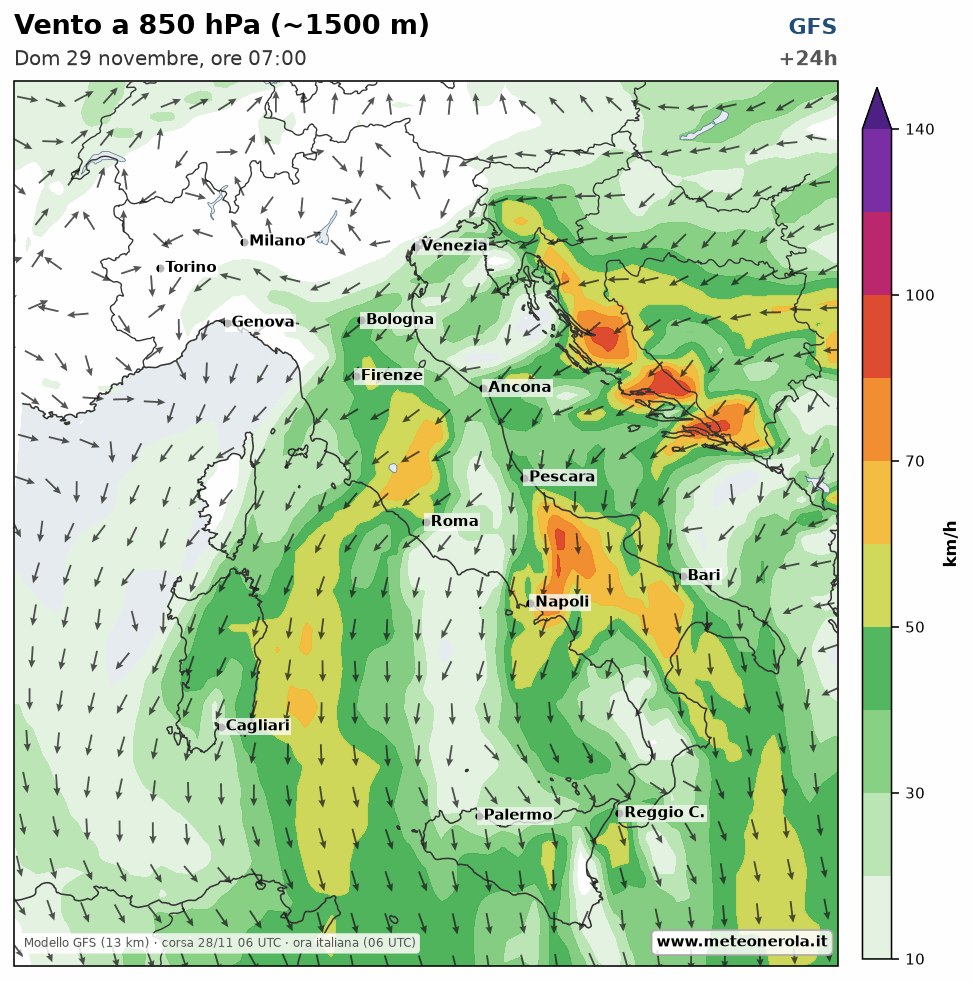 Vento a 850 hPa (~1500 m)
GFS
Dom 29 novembre, ore 07:00
+24h
140
100
70
50
30
10
km/h
Venezia
Milano
Torino
Genova
Bologna
Firenze
Ancona
Pescara
Roma
Bari
Napoli
Cagliari
Palermo
Reggio C.
Modello GFS (13 km) · corsa 28/11 06 UTC · ora italiana (06 UTC)
www.meteonerola.it